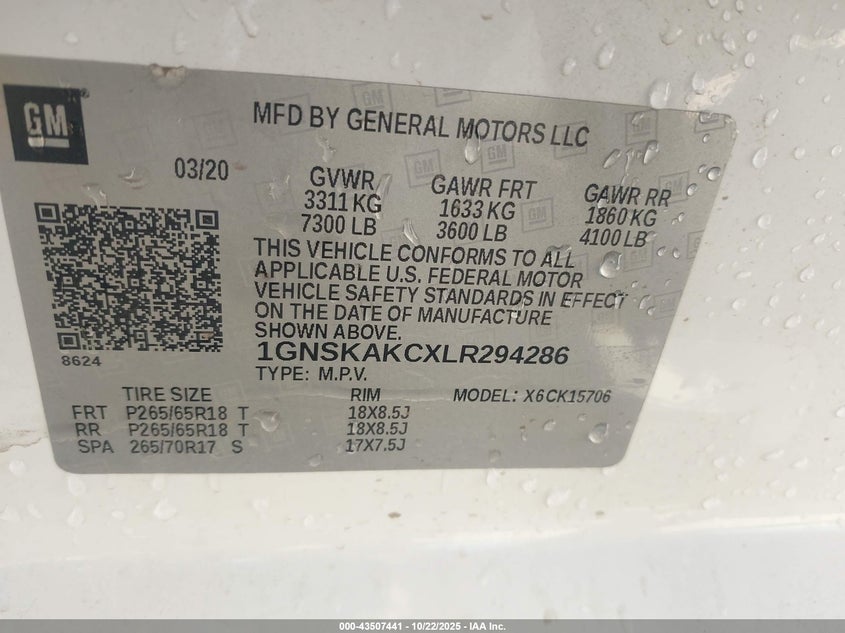 GM
MFD BY GENERAL MOTORS LLC
03/20
GVWR GAWR FRT GAWR RR
3311 KG 1633 KG 1860 KG
7300 LB 3600 LB 4100 LB
THIS VEHICLE CONFORMS TO ALL
APPLICABLE U.S. FEDERAL MOTOR
VEHICLE SAFETY STANDARDS IN EFFECT
ON THE DATE OF MANUFACTURE
SHOWN ABOVE.
8624
1GNSKAKCXLR294286
TYPE: M.P.V.
TIRE SIZE RIM MODEL: X6CK15706
FRT P265/65R18 T 18X8.5J
RR P265/65R18 T 18X8.5J
SPA 265/70R17 S 17X7.5J
000-43507441 - 10/22/2025 - IAA Inc.